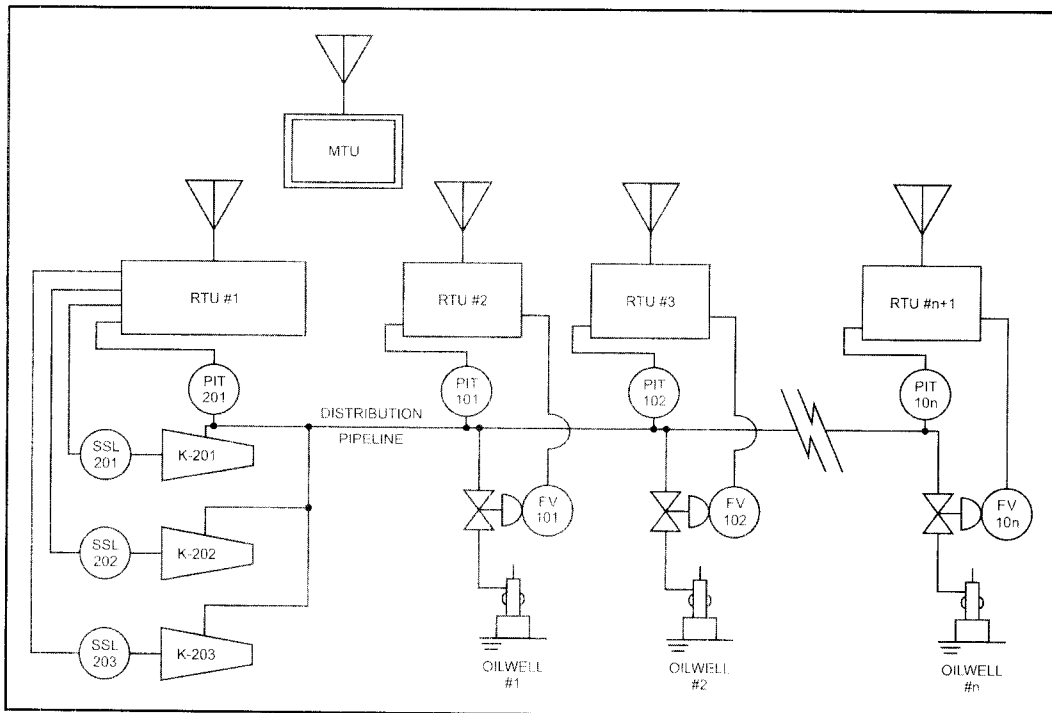 MTU
RTU #1
RTU #2
RTU #3
RTU #n+1
PIT
201
PIT
101
PIT
102
PIT
10n
DISTRIBUTION
PIPELINE
SSL
201
K-201
SSL
202
K-202
SSL
203
K-203
FV
101
FV
102
FV
10n
OILWELL
#1
OILWELL
#2
OILWELL
#n